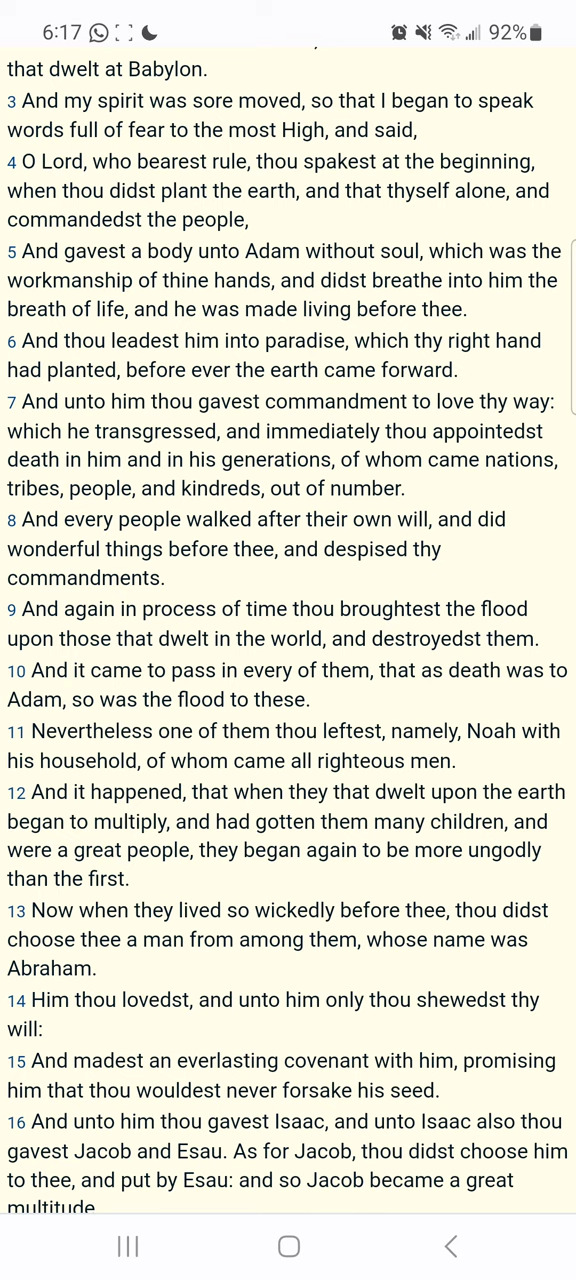 6:17
92%
that dwelt at Babylon.
3 And my spirit was sore moved, so that I began to speak
words full of fear to the most High, and said,
4 O Lord, who bearest rule, thou spakest at the beginning,
when thou didst plant the earth, and that thyself alone, and
commandedst the people,
5 And gavest a body unto Adam without soul, which was the
workmanship of thine hands, and didst breathe into him the
breath of life, and he was made living before thee.
6 And thou leadest him into paradise, which thy right hand
had planted, before ever the earth came forward.
7 And unto him thou gavest commandment to love thy way:
which he transgressed, and immediately thou appointedst
death in him and in his generations, of whom came nations,
tribes, people, and kindreds, out of number.
8 And every people walked after their own will, and did
wonderful things before thee, and despised thy
commandments.
9 And again in process of time thou broughtest the flood
upon those that dwelt in the world, and destroyedst them.
10 And it came to pass in every of them, that as death was to
Adam, so was the flood to these.
11 Nevertheless one of them thou leftest, namely, Noah with
his household, of whom came all righteous men.
12 And it happened, that when they that dwelt upon the earth
began to multiply, and had gotten them many children, and
were a great people, they began again to be more ungodly
than the first.
13 Now when they lived so wickedly before thee, thou didst
choose thee a man from among them, whose name was
Abraham.
14 Him thou lovedst, and unto him only thou shewedst thy
will:
15 And madest an everlasting covenant with him, promising
him that thou wouldest never forsake his seed.
16 And unto him thou gavest Isaac, and unto Isaac also thou
gavest Jacob and Esau. As for Jacob, thou didst choose him
to thee, and put by Esau: and so Jacob became a great
multitude